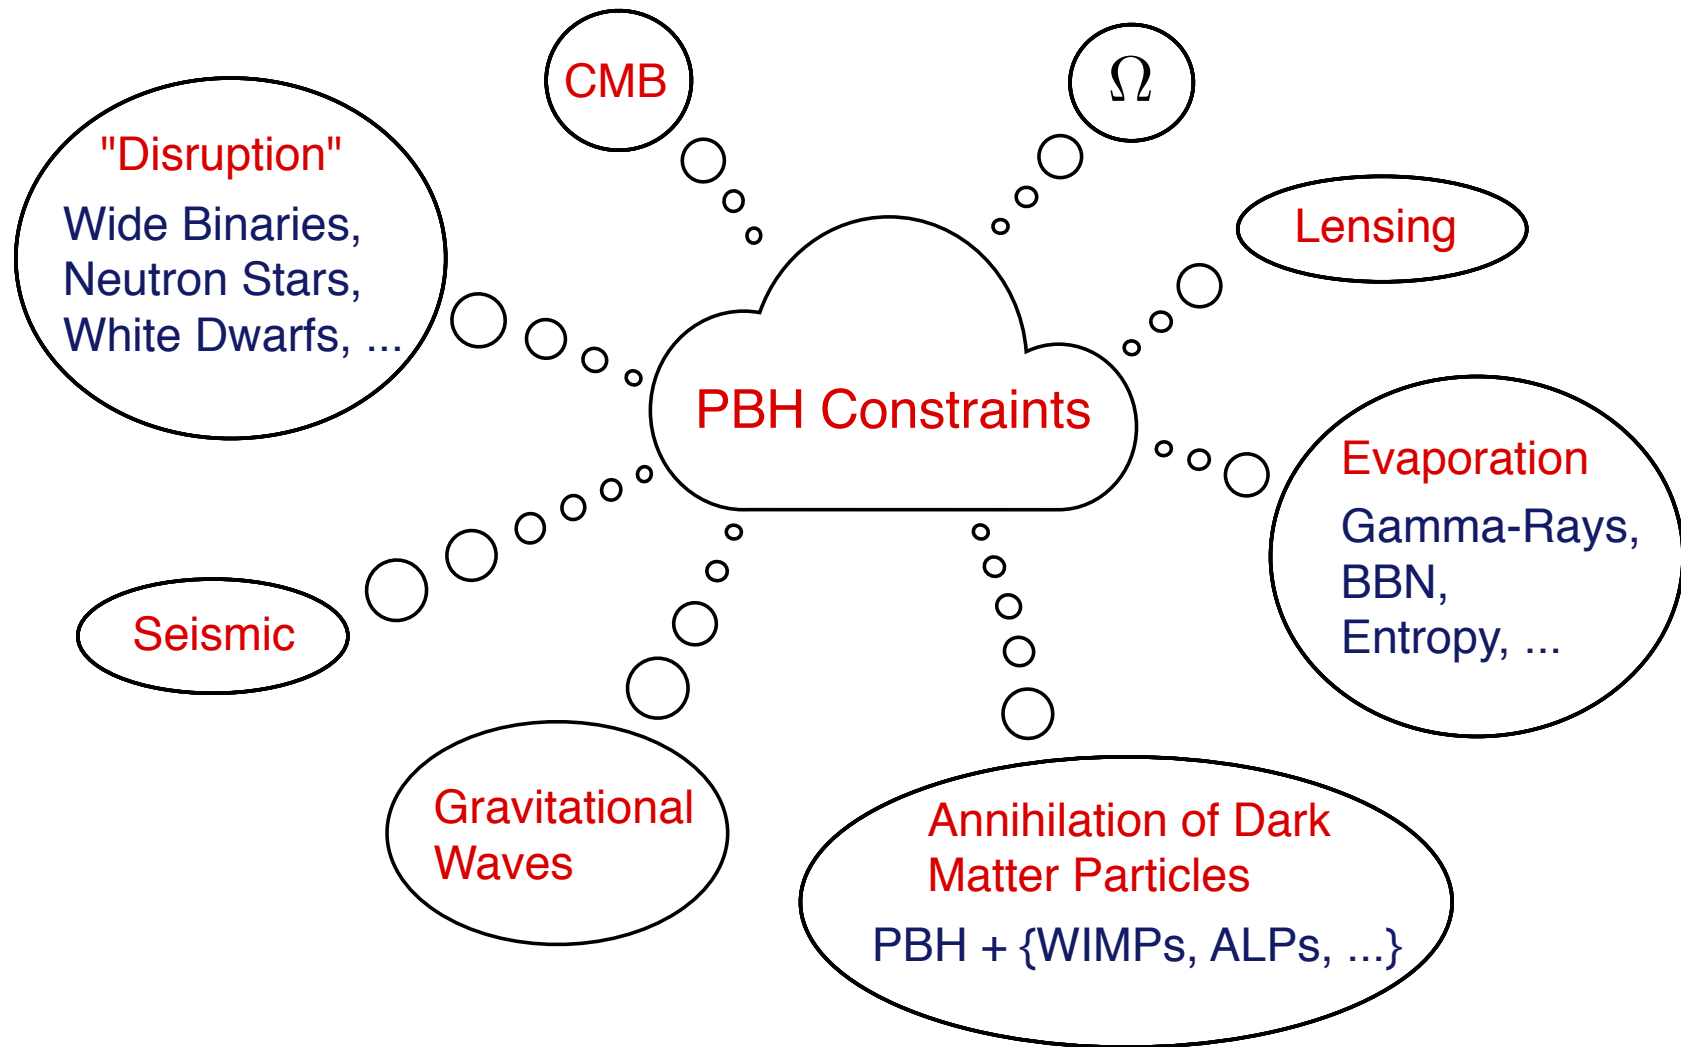 CMB
Ω
"Disruption"
Wide Binaries,
Neutron Stars,
White Dwarfs, ...
Lensing
PBH Constraints
Evaporation
Gamma-Rays,
BBN,
Entropy, ...
Seismic
Gravitational
Waves
Annihilation of Dark
Matter Particles
PBH + {WIMPs, ALPs, ...}